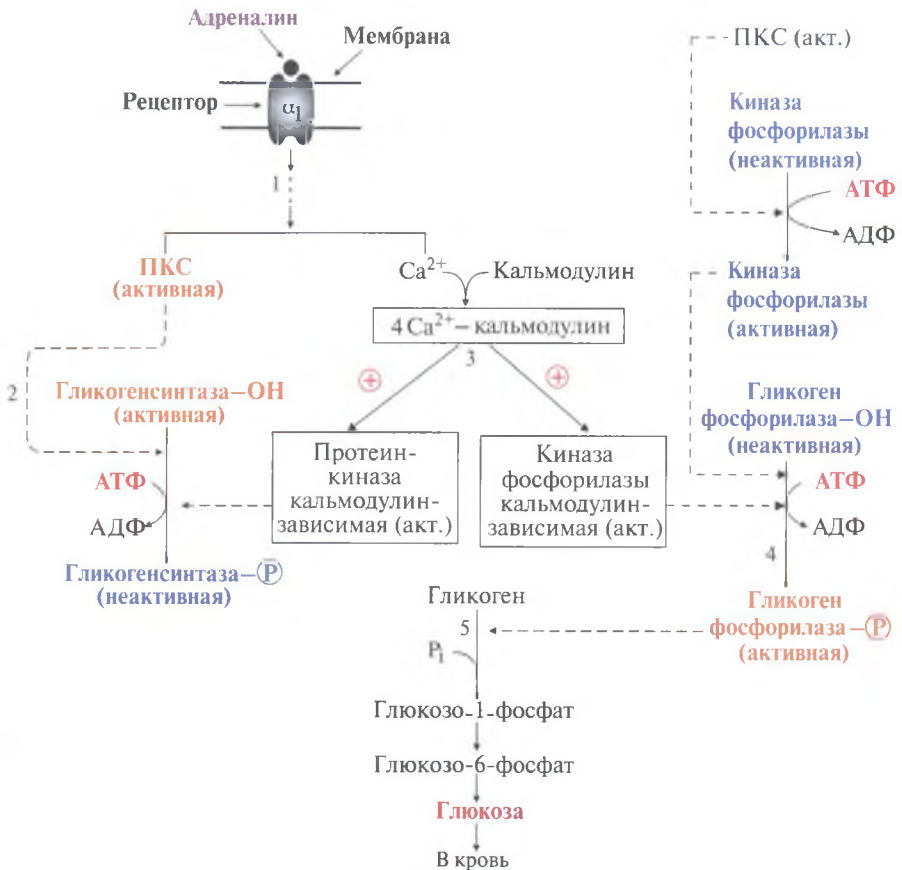 Адреналин
Мембрана
Рецептор
α1
1
ПКС
(активная)
Ca2+
Кальмодулин
4 Ca2+– кальмодулин
3
+
+
2
Гликогенсинтаза–ОН
(активная)
АТФ
АДФ
Гликогенсинтаза–P
(неактивная)
Протеин-
киназа
кальмодулин-
зависимая (акт.)
Киназа
фосфорилазы
кальмодулин-
зависимая (акт.)
ПКС (акт.)
Киназа
фосфорилазы
(неактивная)
АТФ
АДФ
Киназа
фосфорилазы
(активная)
Гликоген
фосфорилаза–ОН
(неактивная)
АТФ
АДФ
4
Гликоген
фосфорилаза–P
(активная)
Гликоген
5
Pi
Глюкозо-1-фосфат
Глюкозо-6-фосфат
Глюкоза
В кровь